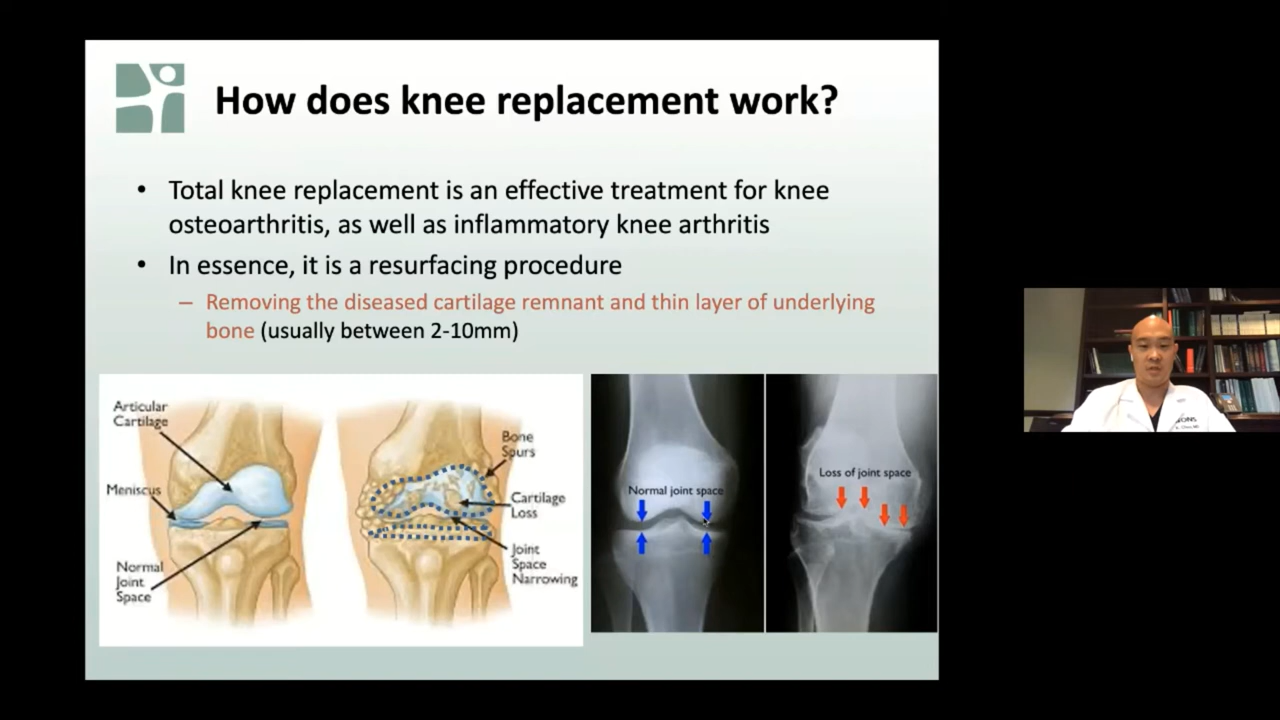 How does knee replacement work?
• Total knee replacement is an effective treatment for knee
osteoarthritis, as well as inflammatory knee arthritis
• In essence, it is a resurfacing procedure
– Removing the diseased cartilage remnant and thin layer of underlying
bone (usually between 2-10mm)
Articular
Cartilage
Meniscus
Normal
Joint
Space
Bone
Spurs
Cartilage
Loss
Joint
Space
Narrowing
Normal joint space
Loss of joint space